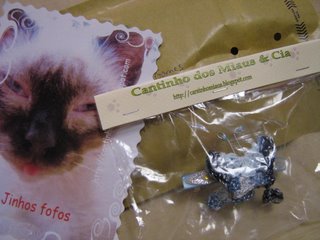 Cantinho dos Miaus & Cia
http://cantinhomiaus.blogspot.com
Jinhos fofos